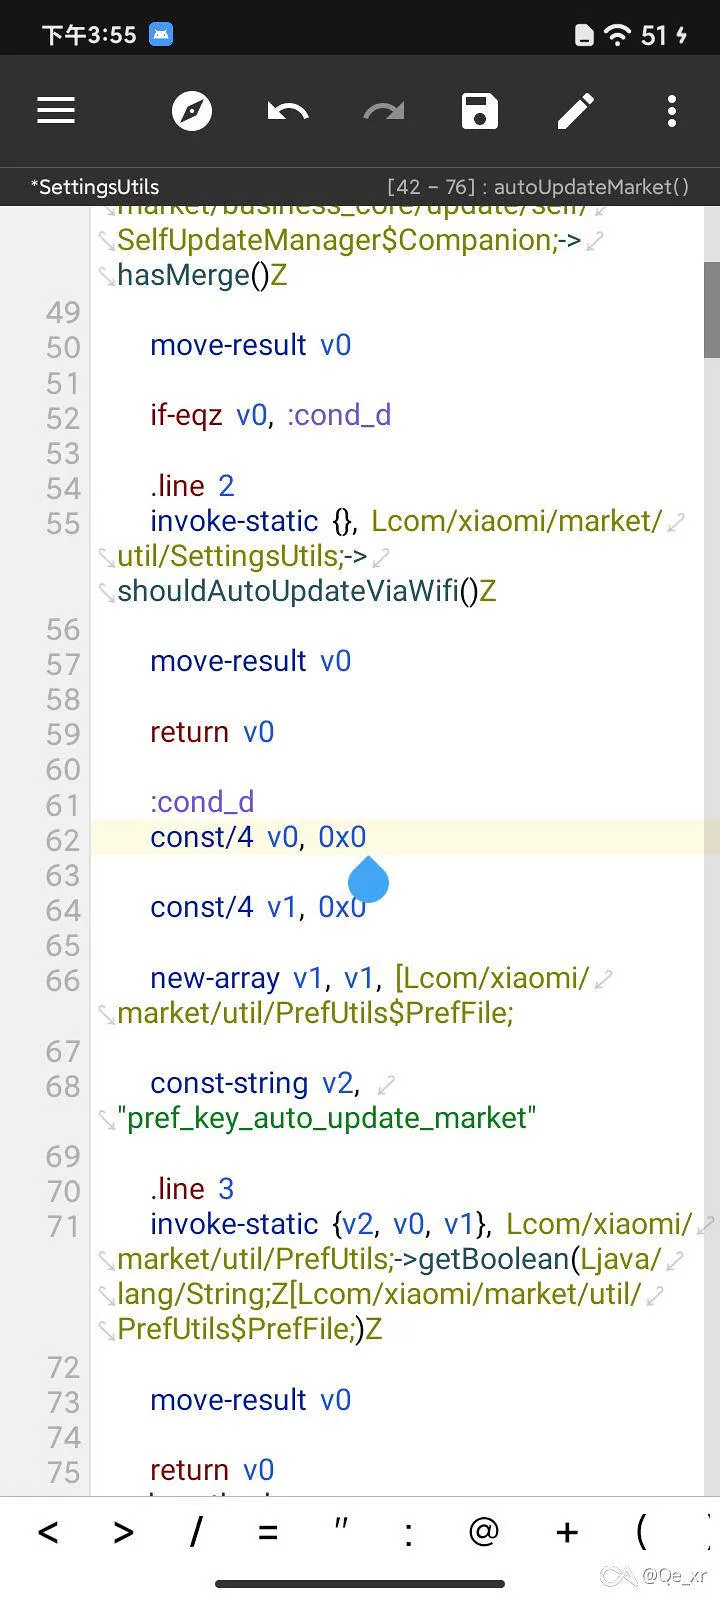 下午3:55
51
*SettingsUtils
[42 - 76] : autoUpdateMarket()
market/business_core/update/self/
SelfUpdateManager$Companion;->
hasMerge()Z
49
50 move-result v0
51
52 if-eqz v0, :cond_d
53
54 .line 2
55 invoke-static {}, Lcom/xiaomi/market/
util/SettingsUtils;->
shouldAutoUpdateViaWifi()Z
56
57 move-result v0
58
59 return v0
60
61 :cond_d
62 const/4 v0, 0x0
63
64 const/4 v1, 0x0
65
66 new-array v1, v1, [Lcom/xiaomi/
market/util/PrefUtils$PrefFile;
67
68 const-string v2,
"pref_key_auto_update_market"
69
70 .line 3
71 invoke-static {v2, v0, v1}, Lcom/xiaomi/
market/util/PrefUtils;->getBoolean(Ljava/
lang/String;Z[Lcom/xiaomi/market/util/
PrefUtils$PrefFile;)Z
72
73 move-result v0
74
75 return v0
< > / = " : @ + (
@Qe_xr